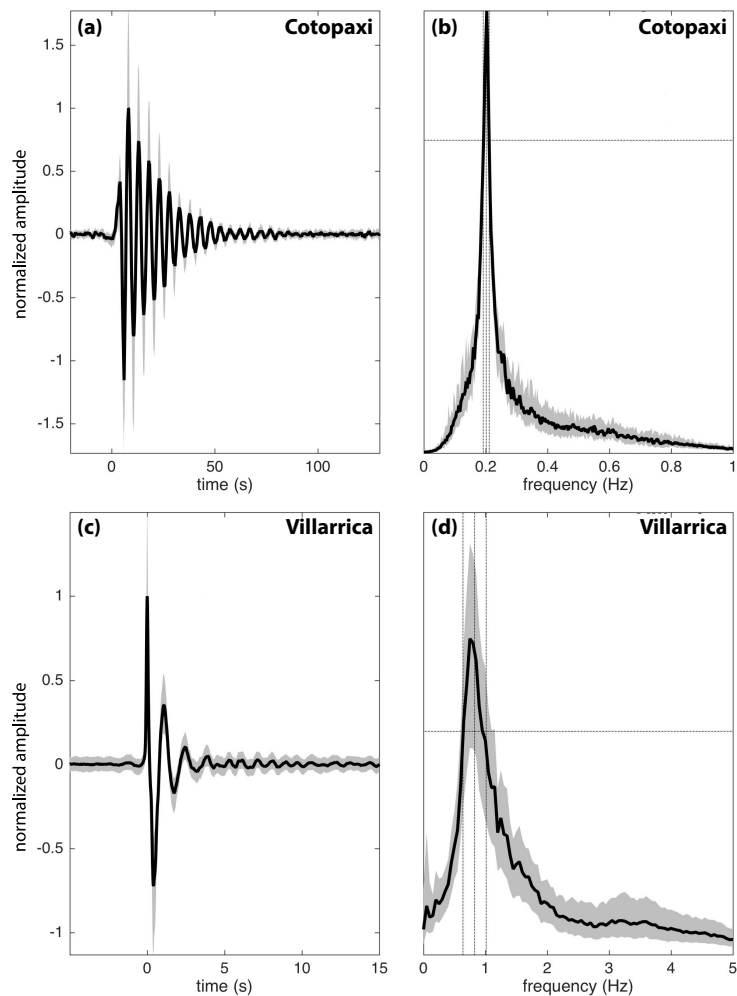 (a) Cotopaxi
(b) Cotopaxi
1.5
1
0.5
0
-0.5
-1
-1.5
normalized amplitude
0 50 100
time (s)
0 0.2 0.4 0.6 0.8 1
frequency (Hz)
(c) Villarrica
(d) Villarrica
1
0.5
0
-0.5
-1
normalized amplitude
0 5 10 15
time (s)
0 1 2 3 4 5
frequency (Hz)